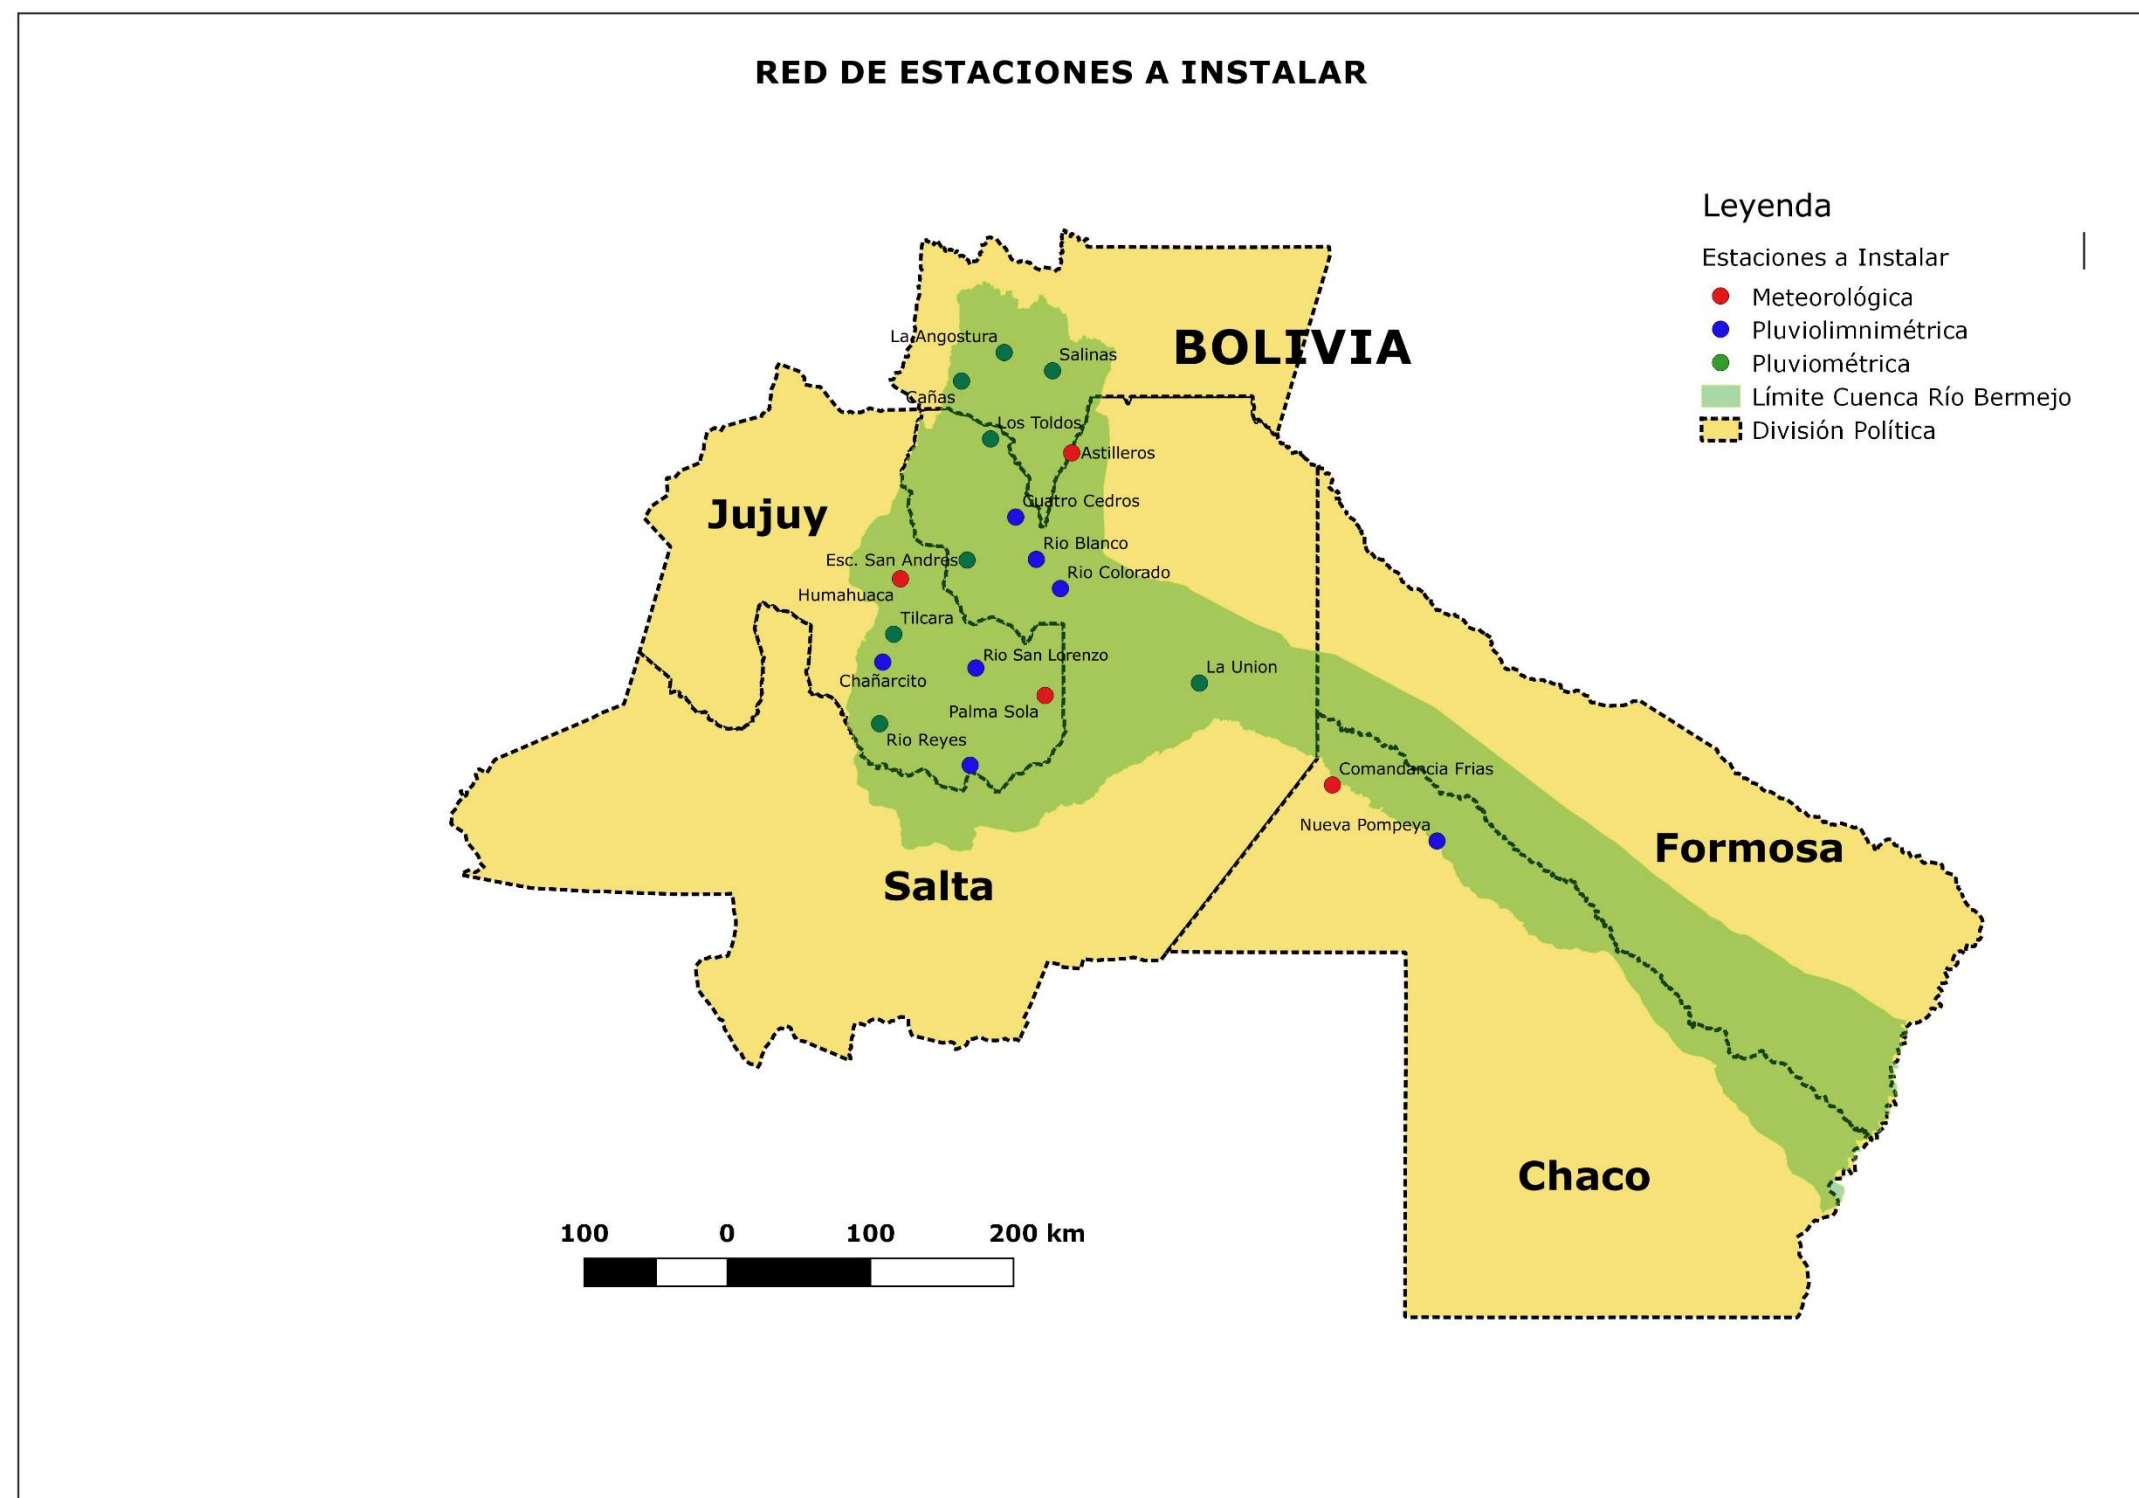 RED DE ESTACIONES A INSTALAR
Leyenda
Estaciones a Instalar
Meteorológica
Pluviolimnimétrica
Pluviométrica
Límite Cuenca Río Bermejo
División Política
BOLIVIA
La Angostura
Salinas
Cañas
Los Toldos
Astilleros
Cuatro Cedros
Jujuy
Rio Blanco
Esc. San Andres
Rio Colorado
Humahuaca
Tilcara
Rio San Lorenzo
La Union
Chañarcito
Palma Sola
Rio Reyes
Comandancia Frias
Nueva Pompeya
Formosa
Salta
Chaco
100 0 100 200 km